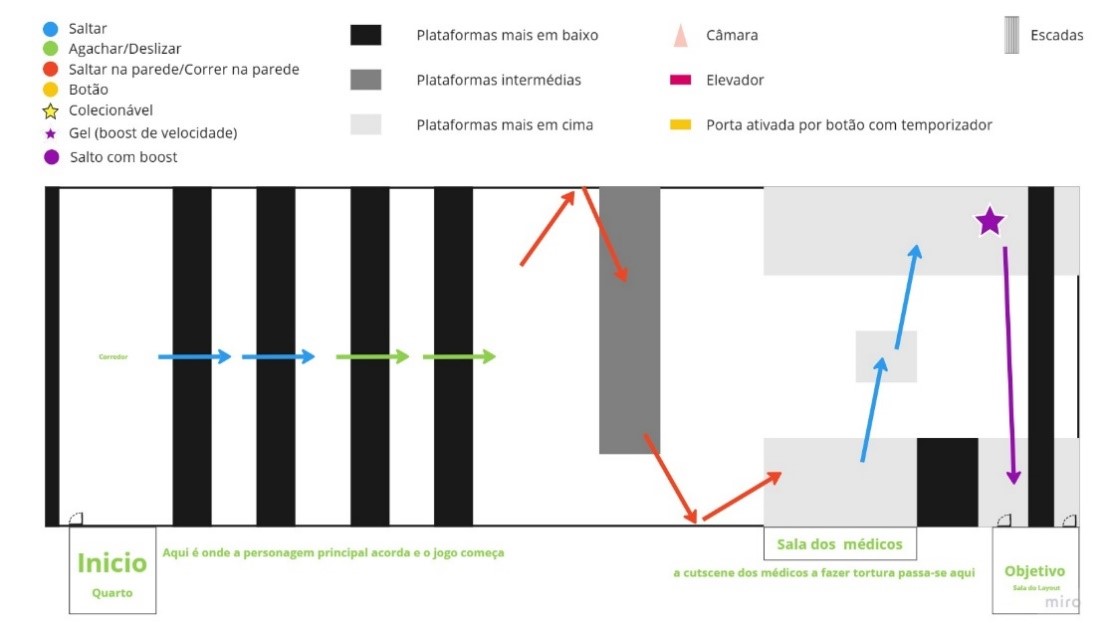 Saltar
Agachar/Deslizar
Saltar na parede/Correr na parede
Botão
Colecionável
Gel (boost de velocidade)
Salto com boost
Plataformas mais em baixo
Plataformas intermédias
Plataformas mais em cima
Câmara
Elevador
Porta ativada por botão com temporizador
Escadas
Corredor
Inicio
Quarto
Aqui é onde a personagem principal acorda e o jogo começa
Sala dos médicos
a cutscene dos médicos a fazer tortura passa-se aqui
Objetivo
Sala do Layout
miro